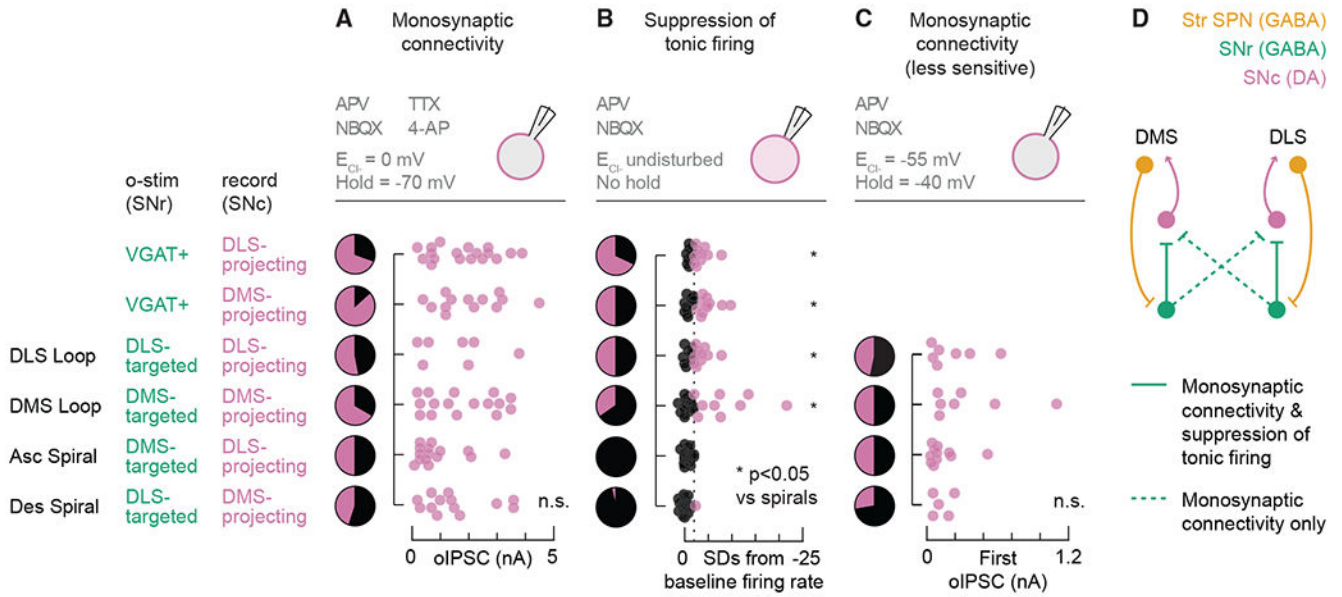 A Monosynaptic
connectivity
B Suppression of
tonic firing
C Monosynaptic
connectivity
(less sensitive)
D Str SPN (GABA)
SNr (GABA)
SNc (DA)
APV TTX
NBQX 4-AP
ECl- = 0 mV
Hold = -70 mV
APV
NBQX
ECl- undisturbed
No hold
APV
NBQX
ECl- = -55 mV
Hold = -40 mV
DMS DLS
o-stim
(SNr)
record
(SNc)
VGAT+ DLS-
projecting
*
VGAT+ DMS-
projecting
*
DLS Loop DLS- DLS-
targeted projecting
*
DMS Loop DMS- DMS-
targeted projecting
*
Asc Spiral DMS- DLS-
targeted projecting
Des Spiral DLS- DMS-
targeted projecting
n.s.
* p<0.05
vs spirals
n.s.
0 oIPSC (nA) 5
0 SDs from -25
baseline firing rate
0 First 1.2
oIPSC (nA)
Monosynaptic
connectivity &
suppression of
tonic firing
Monosynaptic
connectivity only